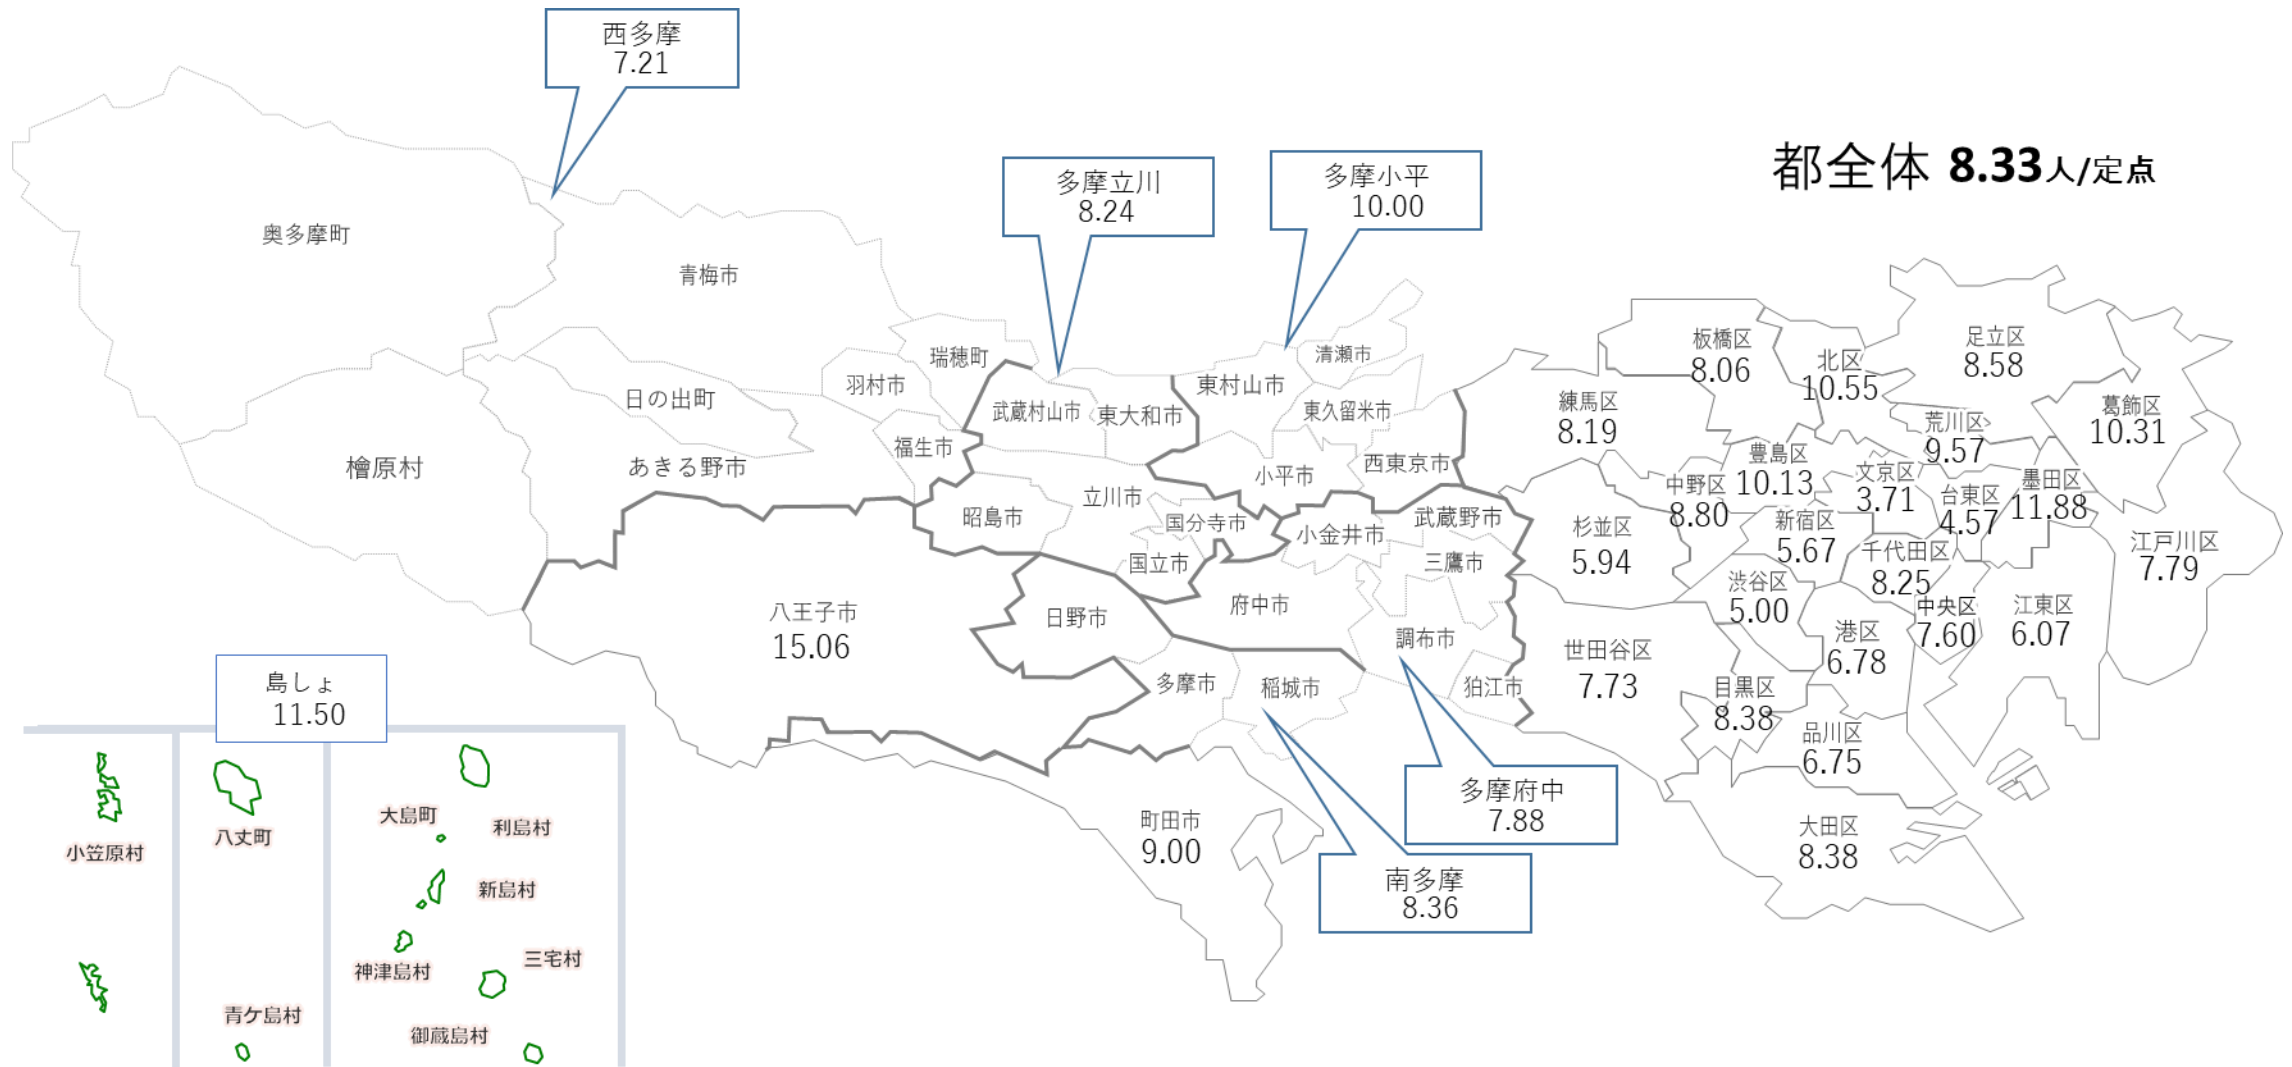 西多摩
7.21
多摩立川
8.24
多摩小平
10.00
都全体 8.33人/定点
奥多摩町
青梅市
瑞穂町
羽村市
日の出町
福生市
あきる野市
檜原村
武蔵村山市
東大和市
東村山市
清瀬市
東久留米市
小平市
西東京市
立川市
昭島市
国分寺市
国立市
小金井市
武蔵野市
三鷹市
府中市
調布市
狛江市
八王子市
15.06
日野市
多摩市
稲城市
町田市
9.00
多摩府中
7.88
南多摩
8.36
板橋区
8.06
北区
10.55
足立区
8.58
練馬区
8.19
荒川区
9.57
葛飾区
10.31
豊島区
10.13
文京区
3.71
中野区
8.80
台東区
4.57
墨田区
11.88
杉並区
5.94
新宿区
5.67
千代田区
8.25
江戸川区
7.79
渋谷区
5.00
中央区
7.60
江東区
6.07
港区
6.78
世田谷区
7.73
目黒区
8.38
品川区
6.75
大田区
8.38
島しょ
11.50
小笠原村
八丈町
青ケ島村
大島町
利島村
新島村
神津島村
三宅村
御蔵島村